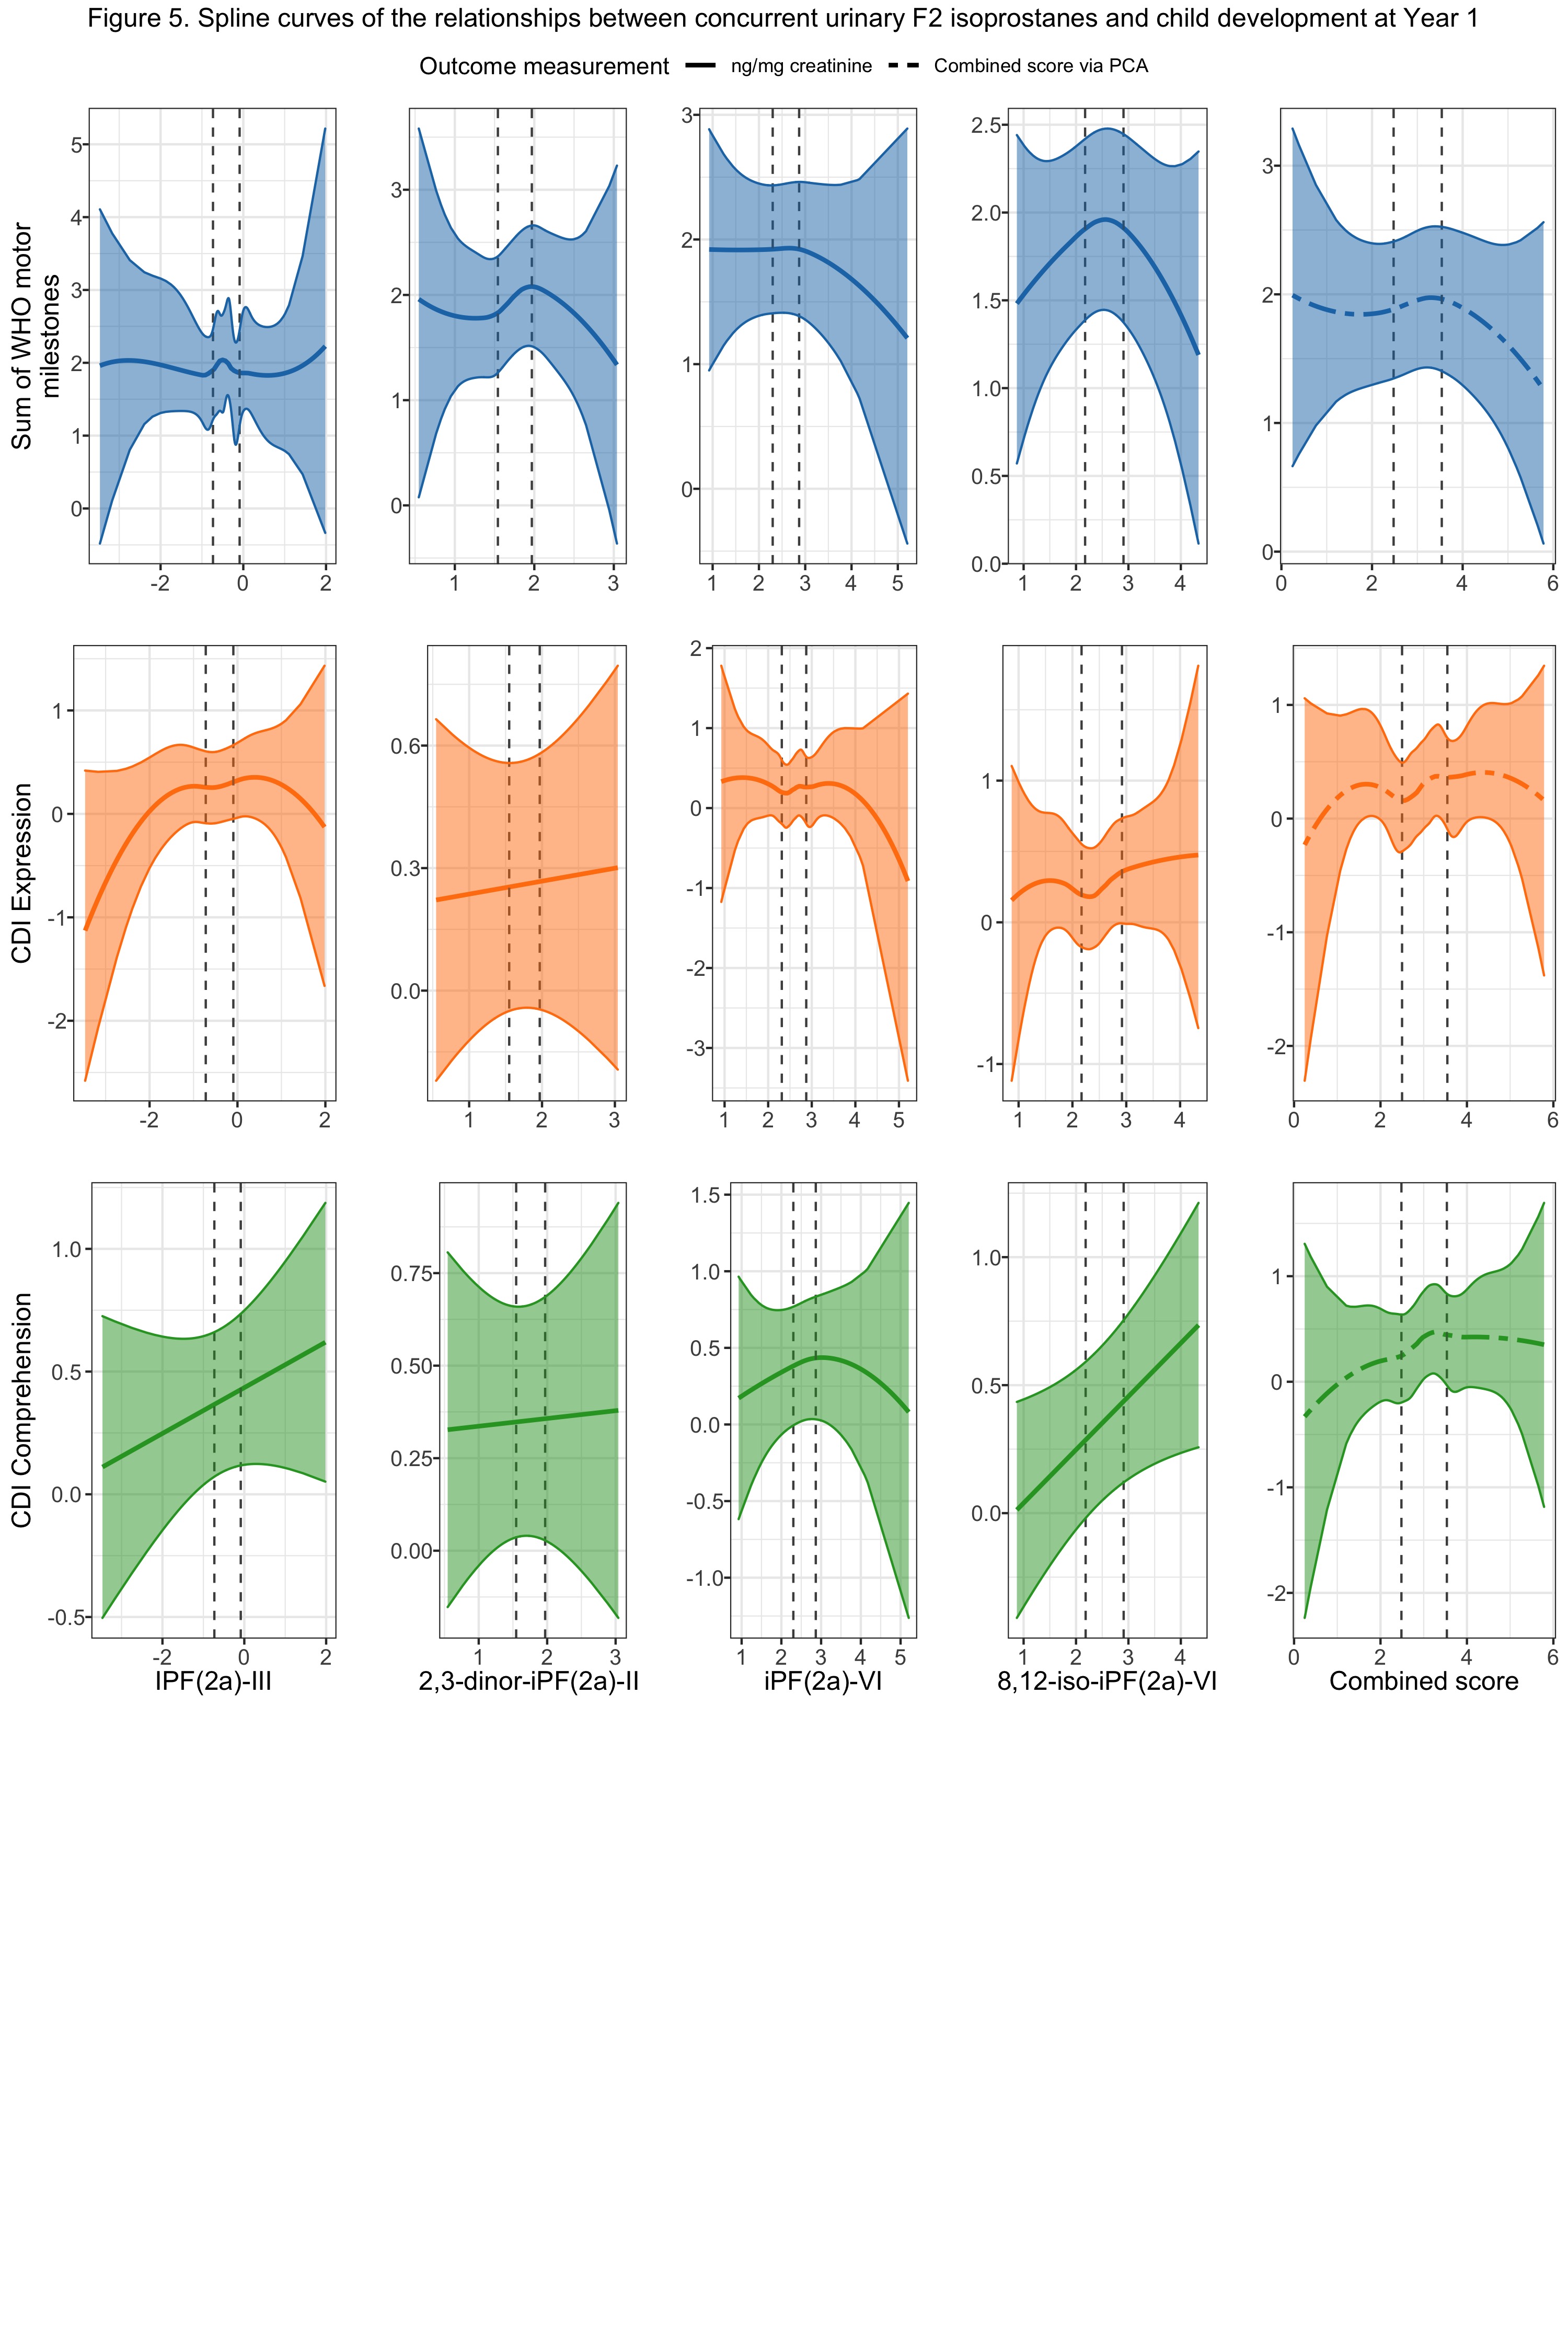 Figure 5. Spline curves of the relationships between concurrent urinary F2 isoprostanes and child development at Year 1
Outcome measurement ng/mg creatinine Combined score via PCA
Sum of WHO motor
milestones
5
4
3
2
1
0
-2 0 2
3
2
1
0
1 2 3
3
2
1
0
1 2 3 4 5
2.5
2.0
1.5
1.0
0.5
0.0
1 2 3 4
3
2
1
0
0 2 4 6
CDI Expression
1
0
-1
-2
-2 0 2
0.6
0.3
0.0
1 2 3
2
1
0
-1
-2
-3
1 2 3 4 5
1
0
-1
1 2 3 4
1
0
-1
-2
0 2 4 6
CDI Comprehension
1.0
0.5
0.0
-0.5
-2 0 2
IPF(2a)-III
0.75
0.50
0.25
0.00
1 2 3
2,3-dinor-iPF(2a)-II
1.5
1.0
0.5
0.0
-0.5
-1.0
1 2 3 4 5
iPF(2a)-VI
1.0
0.5
0.0
1 2 3 4
8,12-iso-iPF(2a)-VI
1
0
-1
-2
0 2 4 6
Combined score